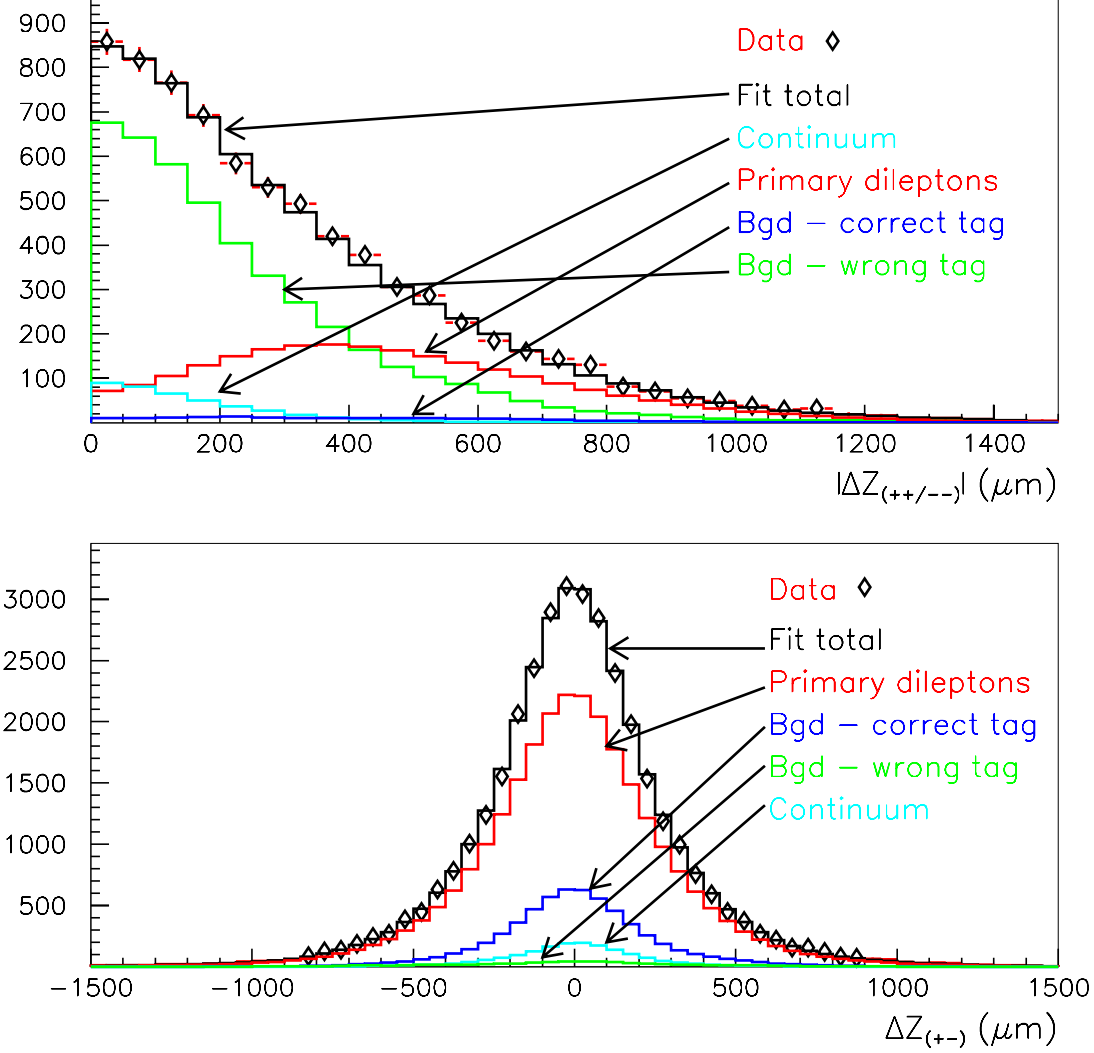 900
800
700
600
500
400
300
200
100
Data
Fit total
Continuum
Primary dileptons
Bgd − correct tag
Bgd − wrong tag
0 200 400 600 800 1000 1200 1400
|ΔZ(++/--)| (μm)
3000
2500
2000
1500
1000
500
Data
Fit total
Primary dileptons
Bgd − correct tag
Bgd − wrong tag
Continuum
−1500 −1000 −500 0 500 1000 1500
ΔZ(+-) (μm)